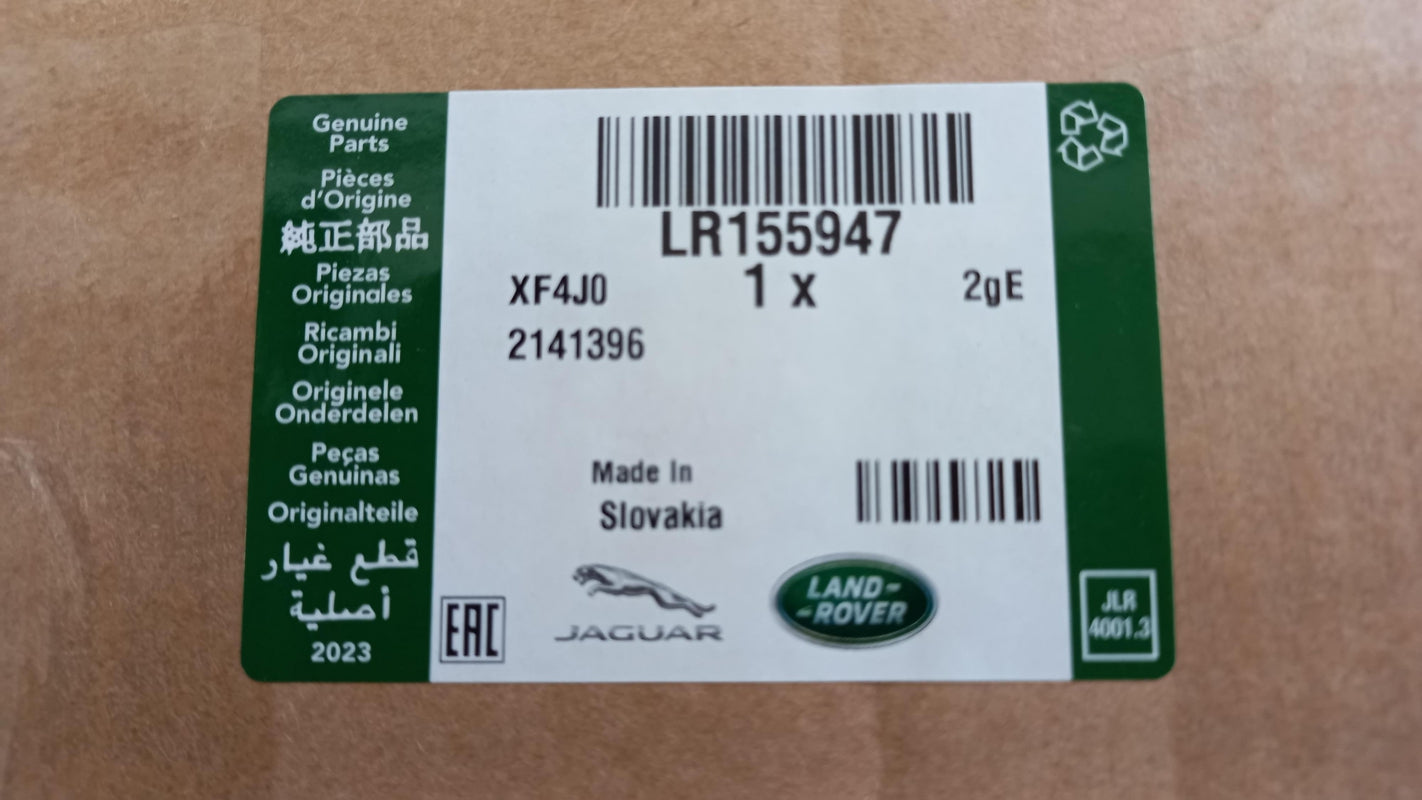 Genuine
Parts
Pièces
d'Origine
純正部品
Piezas
Originales
Ricambi
Originali
Originele
Onderdelen
Peças
Genuínas
Originalteile
قطع غيار
أصلية
2023
LR155947
XF4J0 1 x 2gE
2141396
Made In
Slovakia
EAC
JAGUAR
LAND-
-ROVER
JLR
4001.3